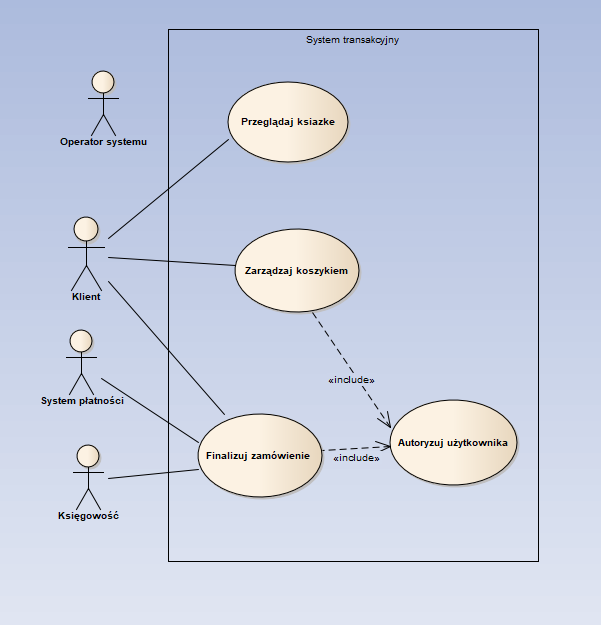 System transakcyjny
Operator systemu
Przeglądaj ksiazke
Klient
Zarządzaj koszykiem
System płatności
«include»
Finalizuj zamówienie
Autoryzuj użytkownika
«include»
Księgowość